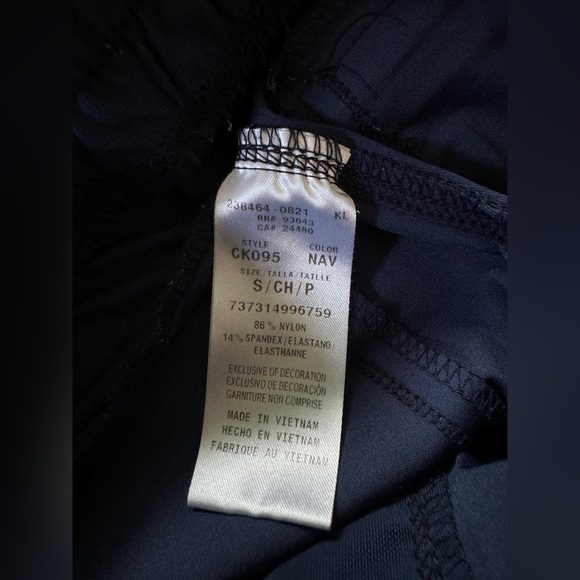 238464-0821 KL
RN# 93643
CA# 24480
STYLE COLOR
CK095 NAV
SIZE/TALLA/TAILLE
S/CH/P
737314996759
86% NYLON
14% SPANDEX/ELASTANO/
ELASTHANNE
EXCLUSIVE OF DECORATION
EXCLUSIVO DE DECORACIÓN
GARNITURE NON COMPRISE
MADE IN VIETNAM
HECHO EN VIETNAM
FABRIQUÉ AU VIETNAM